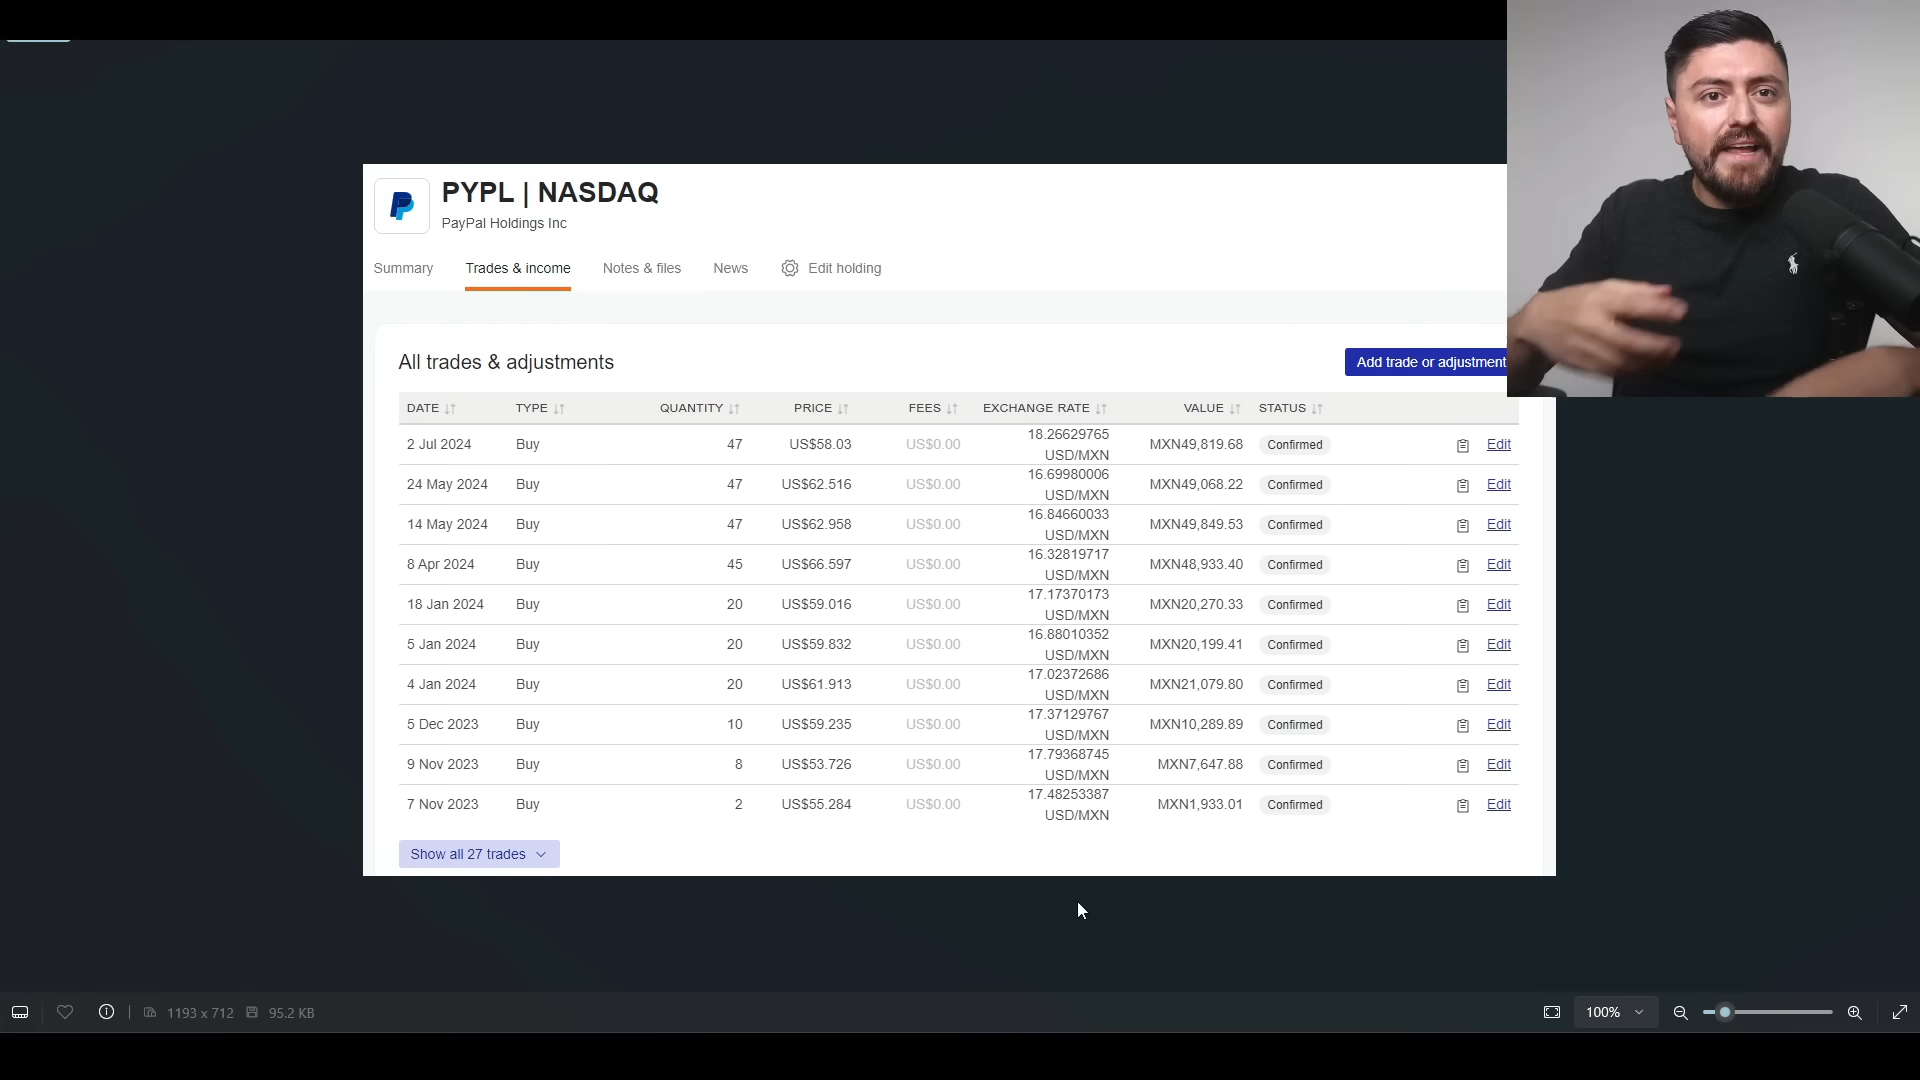 PYPL | NASDAQ
PayPal Holdings Inc
Summary Trades & income Notes & files News Edit holding
All trades & adjustments Add trade or adjustment
DATE TYPE QUANTITY PRICE FEES EXCHANGE RATE VALUE STATUS
2 Jul 2024 Buy 47 US$58.03 US$0.00 18.26629765 USD/MXN MXN49,819.68 Confirmed Edit
24 May 2024 Buy 47 US$62.516 US$0.00 16.69980006 USD/MXN MXN49,068.22 Confirmed Edit
14 May 2024 Buy 47 US$62.958 US$0.00 16.84660033 USD/MXN MXN49,849.53 Confirmed Edit
8 Apr 2024 Buy 45 US$66.597 US$0.00 16.32819717 USD/MXN MXN48,933.40 Confirmed Edit
18 Jan 2024 Buy 20 US$59.016 US$0.00 17.17370173 USD/MXN MXN20,270.33 Confirmed Edit
5 Jan 2024 Buy 20 US$59.832 US$0.00 16.88010352 USD/MXN MXN20,199.41 Confirmed Edit
4 Jan 2024 Buy 20 US$61.913 US$0.00 17.02372686 USD/MXN MXN21,079.80 Confirmed Edit
5 Dec 2023 Buy 10 US$59.235 US$0.00 17.37129767 USD/MXN MXN10,289.89 Confirmed Edit
9 Nov 2023 Buy 8 US$53.726 US$0.00 17.79368745 USD/MXN MXN7,647.88 Confirmed Edit
7 Nov 2023 Buy 2 US$55.284 US$0.00 17.48253387 USD/MXN MXN1,933.01 Confirmed Edit
Show all 27 trades
1193 x 712 95.2 KB 100%